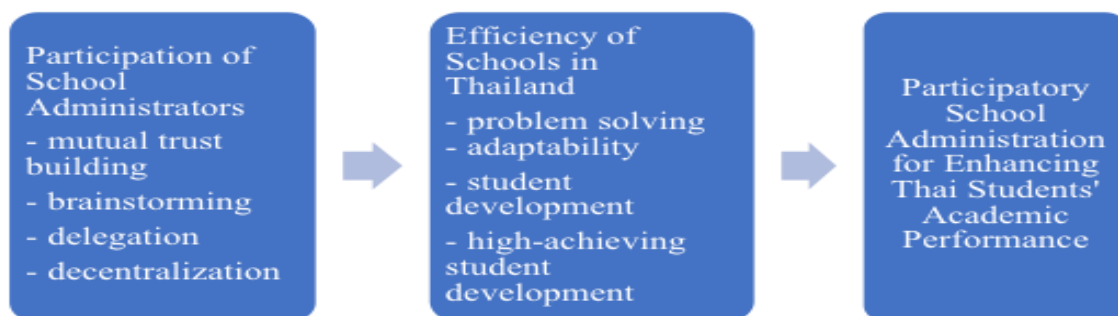 Participation of
School
Administrators
- mutual trust
building
- brainstorming
- delegation
- decentralization
Efficiency of
Schools in
Thailand
- problem solving
- adaptability
- student
development
- high-achieving
student
development
Participatory
School
Administration
for Enhancing
Thai Students'
Academic
Performance